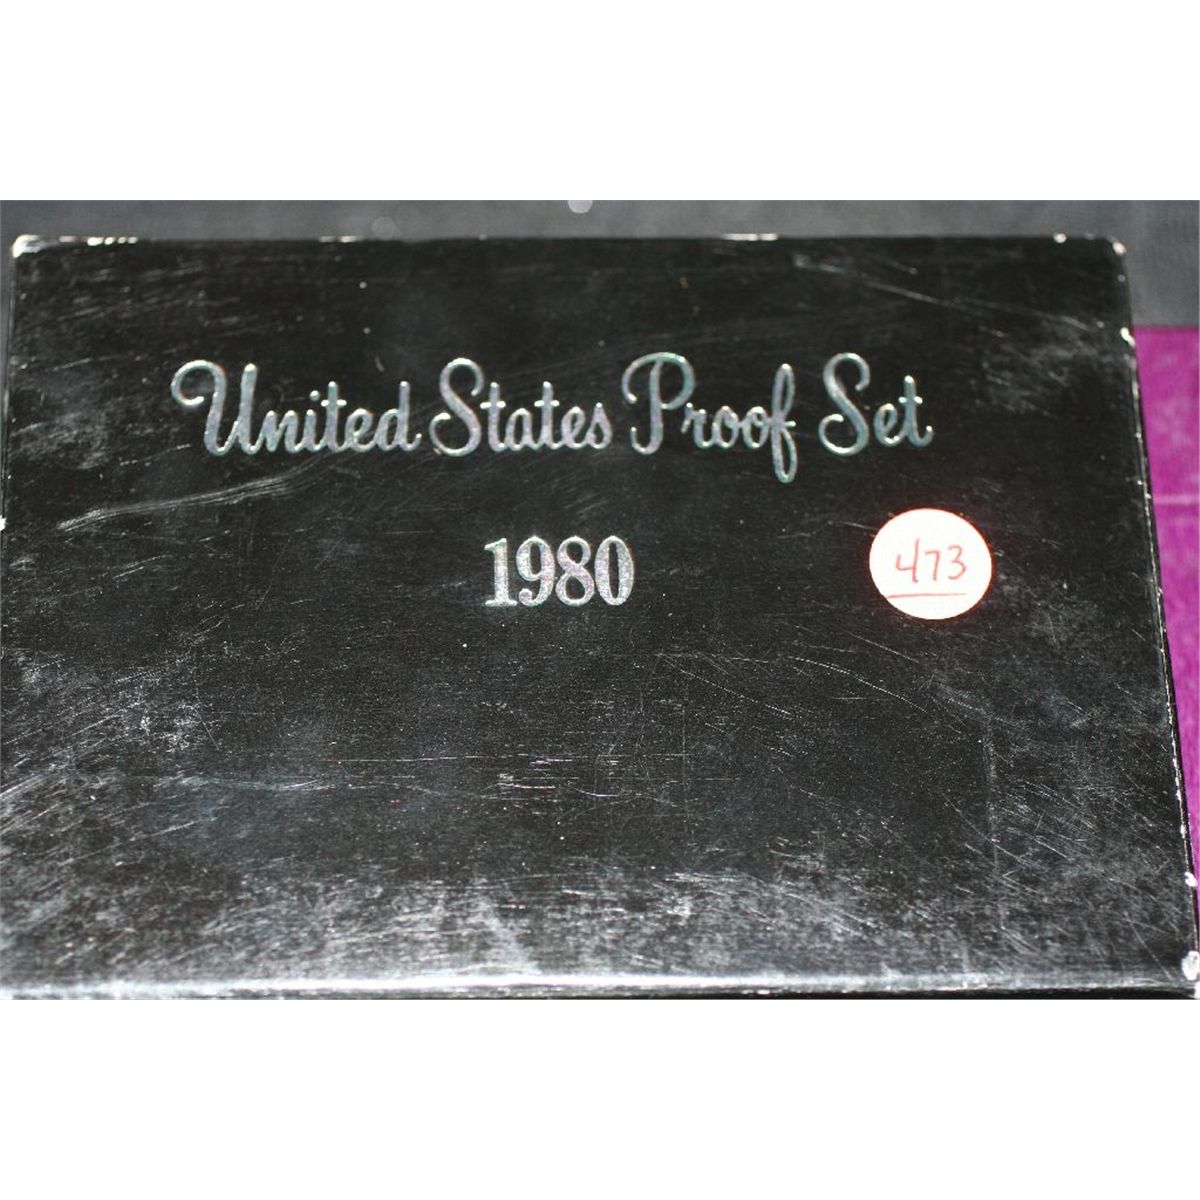 United States Proof Set
1980
473